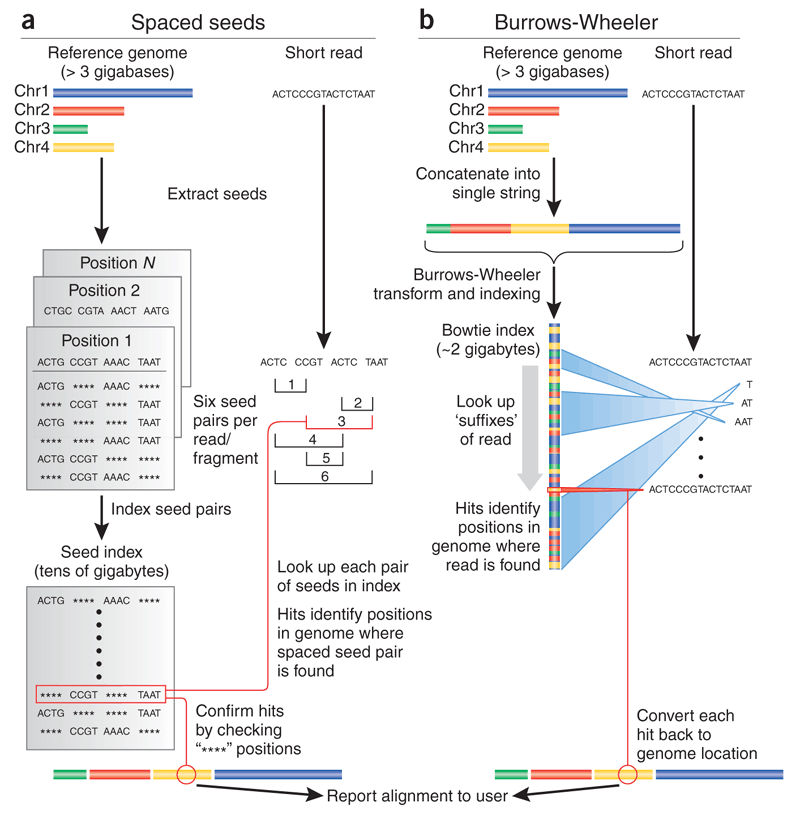 a Spaced seeds
Reference genome
(> 3 gigabases)
Short read
Chr1
Chr2
Chr3
Chr4
ACTCCCGTACTCTAAT
Extract seeds
Position N
Position 2
CTGC CGTA AACT AATG
Position 1
ACTG CCGT AAAC TAAT
ACTG **** AAAC ****
**** CCGT **** TAAT
ACTG **** **** TAAT
**** **** AAAC TAAT
ACTG CCGT **** ****
**** CCGT AAAC ****
Index seed pairs
Seed index
(tens of gigabytes)
ACTG **** AAAC ****
**** CCGT **** TAAT
ACTG **** **** TAAT
**** CCGT AAAC ****
ACTC CCGT ACTC TAAT
1
2
3
4
5
6
Six seed
pairs per
read/
fragment
Look up each pair
of seeds in index
Hits identify positions
in genome where
spaced seed pair
is found
Confirm hits
by checking
“****” positions
b Burrows-Wheeler
Reference genome
(> 3 gigabases)
Short read
Chr1
Chr2
Chr3
Chr4
ACTCCCGTACTCTAAT
Concatenate into
single string
Burrows-Wheeler
transform and indexing
Bowtie index
(~2 gigabytes)
ACTCCCGTACTCTAAT
T
AT
AAT
Look up
‘suffixes’
of read
ACTCCCGTACTCTAAT
Hits identify
positions in
genome where
read is found
Convert each
hit back to
genome location
Report alignment to user